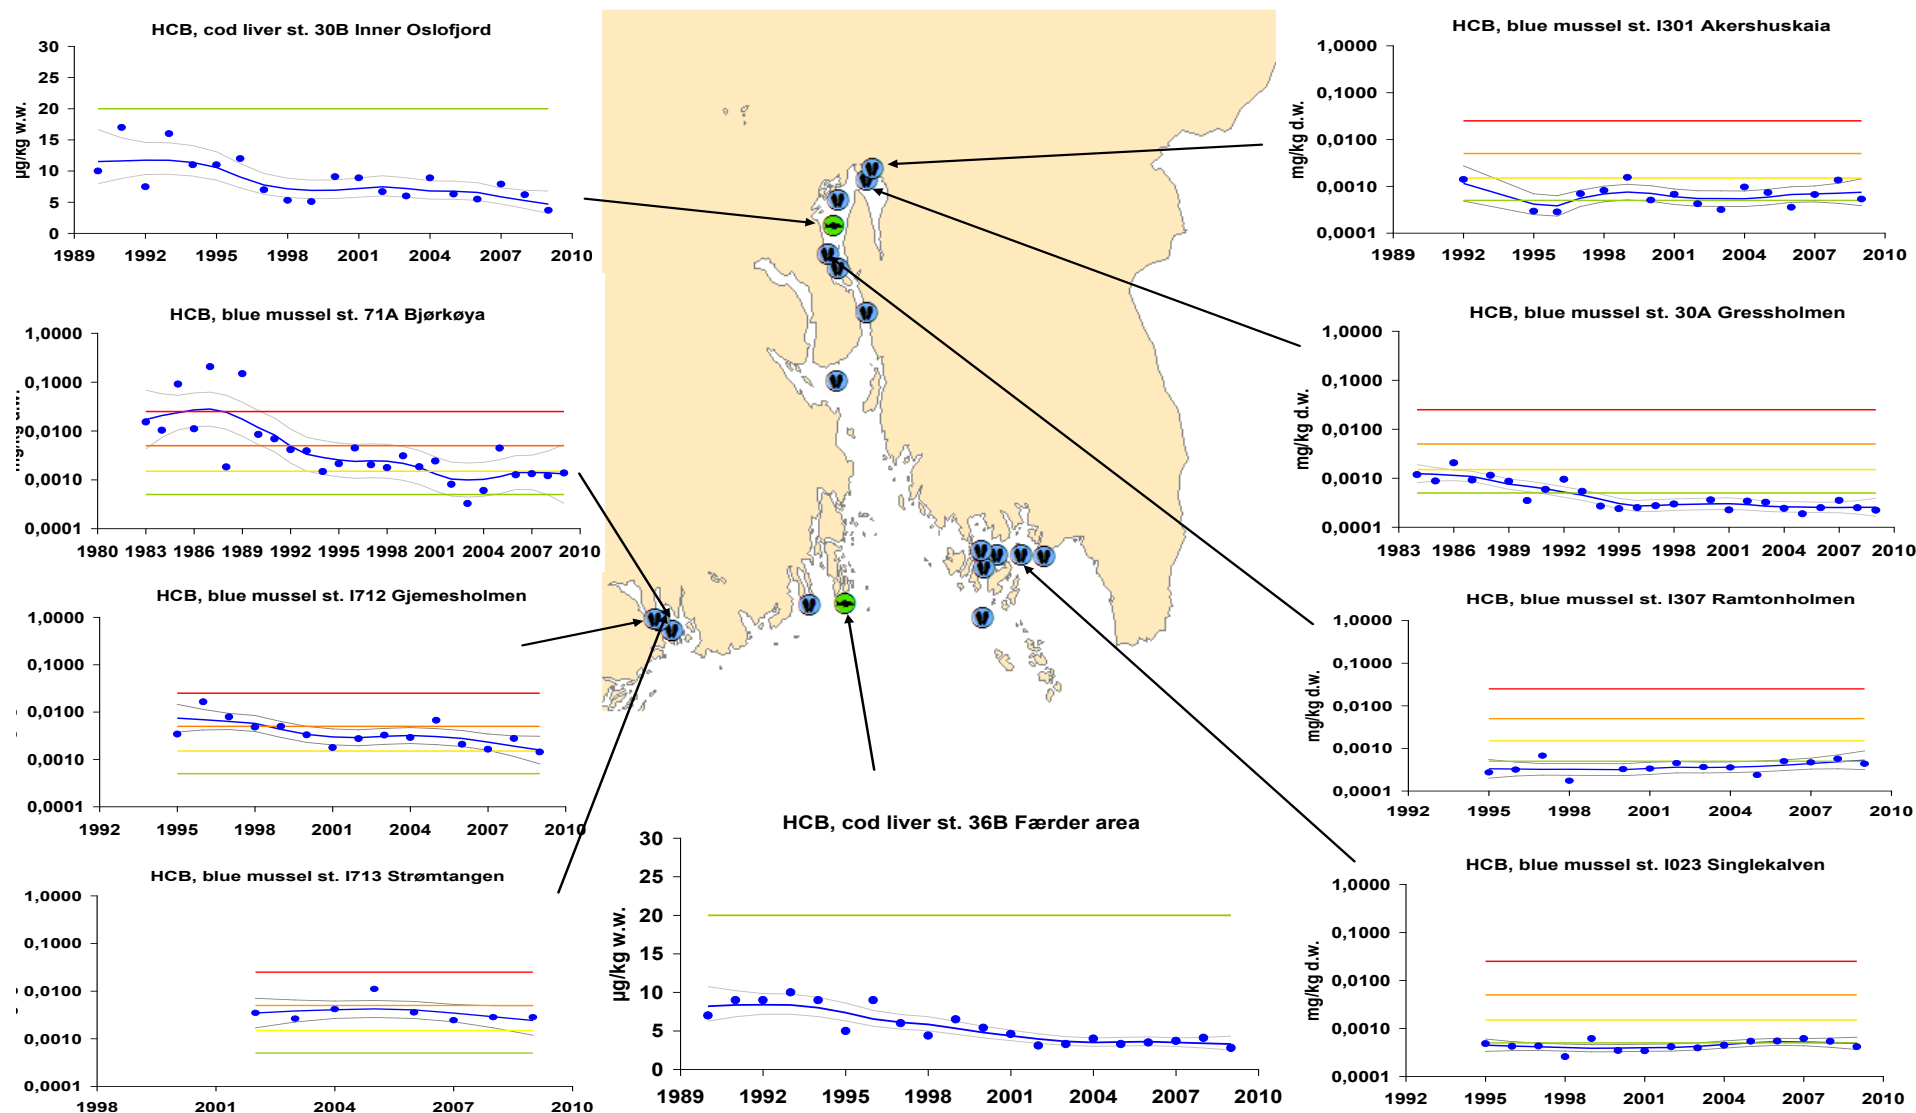 HCB, cod liver st. 30B Inner Oslofjord
µg/kg w.w.
30
25
20
15
10
5
0
1989 1992 1995 1998 2001 2004 2007 2010
HCB, blue mussel st. 71A Bjørkøya
1,0000
0,1000
0,0100
0,0010
0,0001
1980 1983 1986 1989 1992 1995 1998 2001 2004 2007 2010
HCB, blue mussel st. I712 Gjemesholmen
1,0000
0,1000
0,0100
0,0010
0,0001
1992 1995 1998 2001 2004 2007 2010
HCB, blue mussel st. I713 Strømtangen
1,0000
0,1000
0,0100
0,0010
0,0001
1998 2001 2004 2007 2010
HCB, cod liver st. 36B Færder area
µg/kg w.w.
30
25
20
15
10
5
0
1989 1992 1995 1998 2001 2004 2007 2010
HCB, blue mussel st. I301 Akershuskaia
mg/kg d.w.
1,0000
0,1000
0,0100
0,0010
0,0001
1989 1992 1995 1998 2001 2004 2007 2010
HCB, blue mussel st. 30A Gressholmen
mg/kg d.w.
1,0000
0,1000
0,0100
0,0010
0,0001
1983 1986 1989 1992 1995 1998 2001 2004 2007 2010
HCB, blue mussel st. I307 Ramtonholmen
mg/kg d.w.
1,0000
0,1000
0,0100
0,0010
0,0001
1992 1995 1998 2001 2004 2007 2010
HCB, blue mussel st. I023 Singlekalven
mg/kg d.w.
1,0000
0,1000
0,0100
0,0010
0,0001
1992 1995 1998 2001 2004 2007 2010